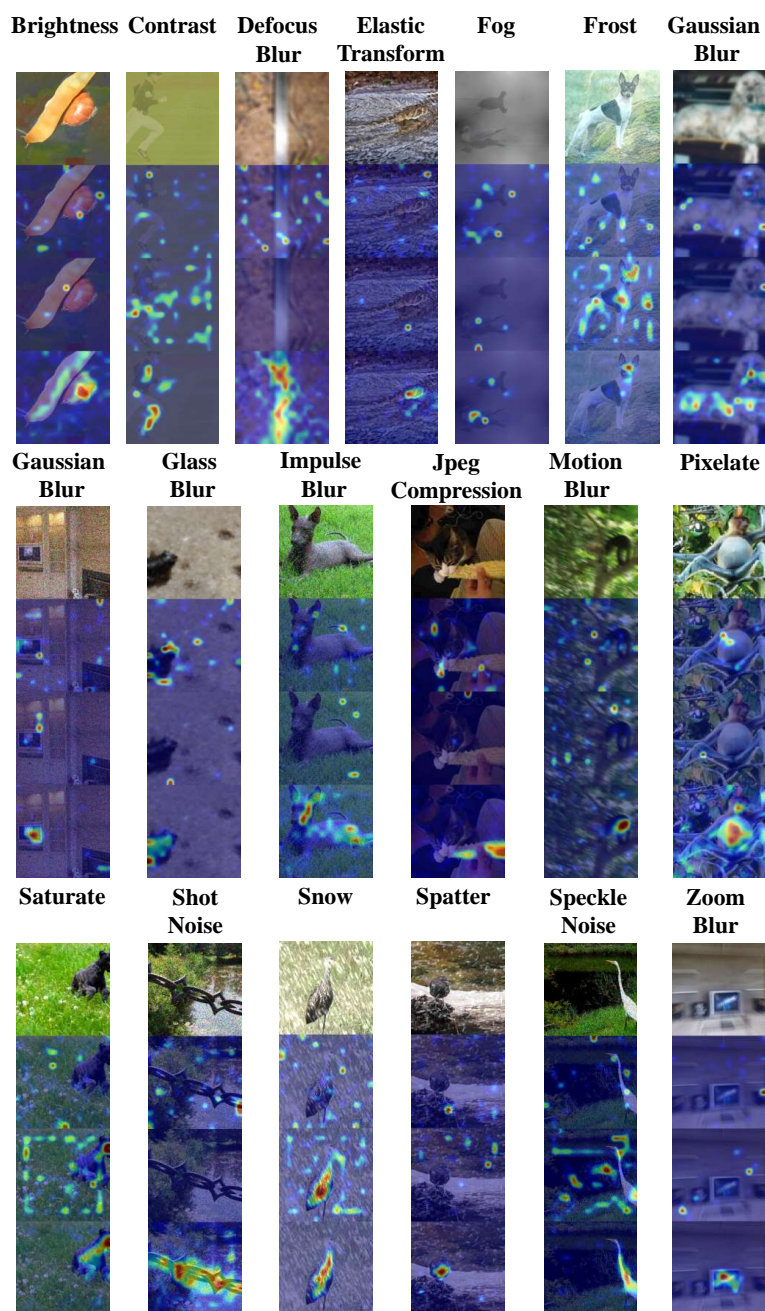 Brightness Contrast Defocus Elastic Fog Frost Gaussian
Blur Transform Blur
Gaussian Glass Impulse Jpeg Motion Pixelate
Blur Blur Blur Compression Blur
Saturate Shot Snow Spatter Speckle Zoom
Noise Noise Blur